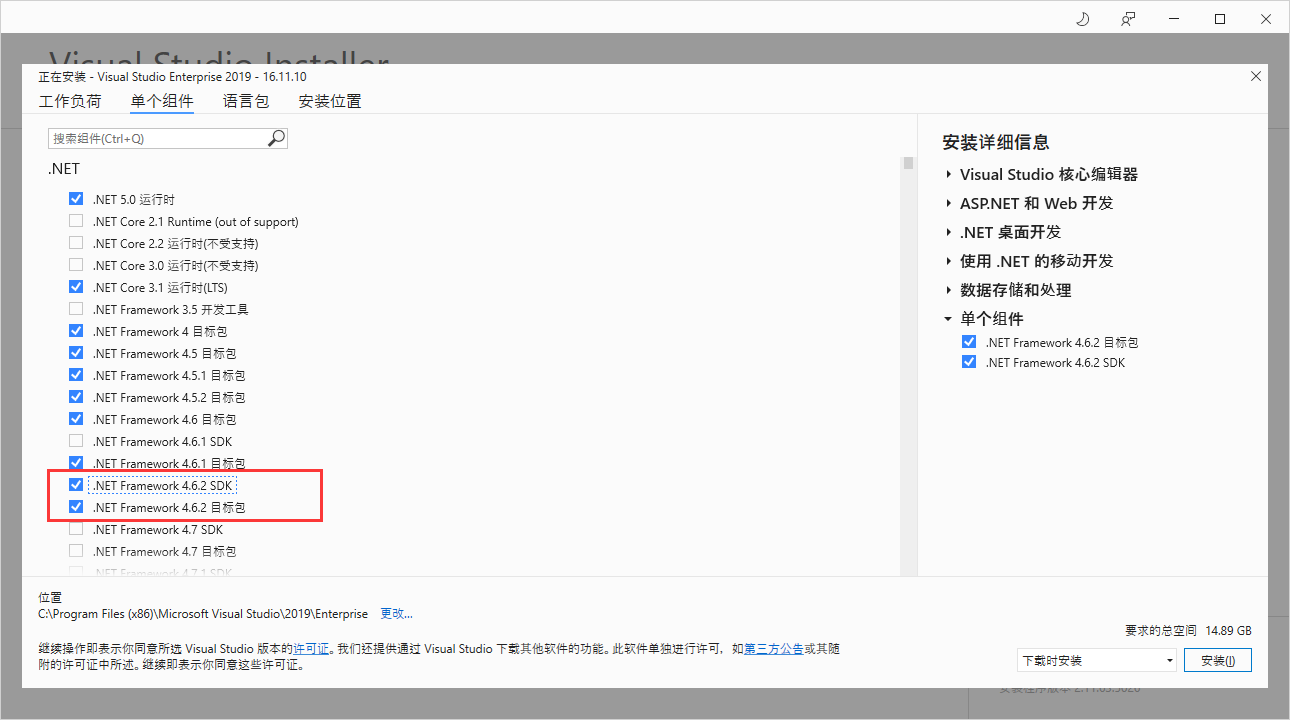 Visual Studio Installer
正在安装 - Visual Studio Enterprise 2019 - 16.11.10
工作负荷 单个组件 语言包 安装位置
搜索组件(Ctrl+Q)
.NET
.NET 5.0 运行时
.NET Core 2.1 Runtime (out of support)
.NET Core 2.2 运行时(不受支持)
.NET Core 3.0 运行时(不受支持)
.NET Core 3.1 运行时(LTS)
.NET Framework 3.5 开发工具
.NET Framework 4 目标包
.NET Framework 4.5 目标包
.NET Framework 4.5.1 目标包
.NET Framework 4.5.2 目标包
.NET Framework 4.6 目标包
.NET Framework 4.6.1 SDK
.NET Framework 4.6.1 目标包
.NET Framework 4.6.2 SDK
.NET Framework 4.6.2 目标包
.NET Framework 4.7 SDK
.NET Framework 4.7 目标包
.NET Framework 4.7.1 SDK
安装详细信息
Visual Studio 核心编辑器
ASP.NET 和 Web 开发
.NET 桌面开发
使用 .NET 的移动开发
数据存储和处理
单个组件
.NET Framework 4.6.2 目标包
.NET Framework 4.6.2 SDK
位置
C:\Program Files (x86)\Microsoft Visual Studio\2019\Enterprise 更改...
继续操作即表示你同意所选 Visual Studio 版本的许可证。我们还提供通过 Visual Studio 下载其他软件的功能。此软件单独进行许可，如第三方公告或其随
附的许可证中所述。继续即表示你同意这些许可证。
要求的总空间 14.89 GB
下载时安装 安装(I)